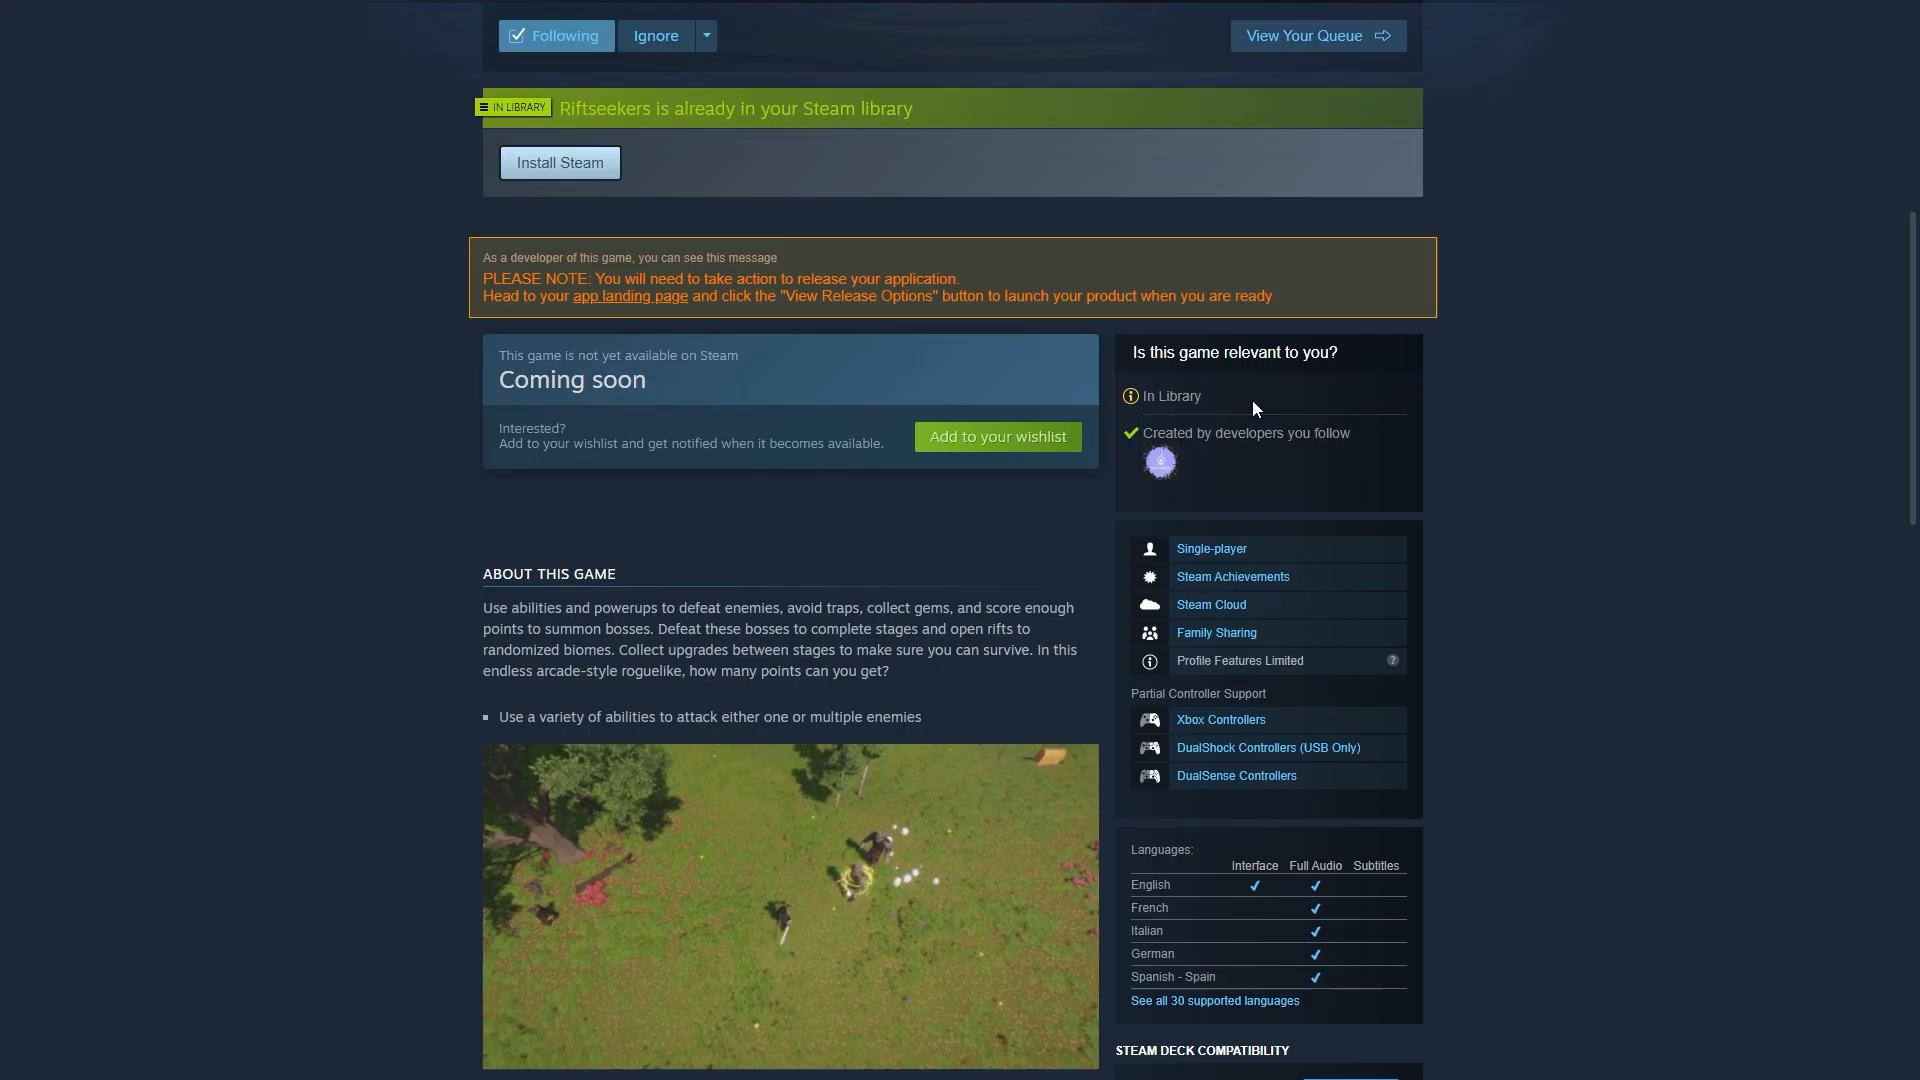 Following
Ignore
View Your Queue
IN LIBRARY
Riftseekers is already in your Steam library
Install Steam
As a developer of this game, you can see this message
PLEASE NOTE: You will need to take action to release your application.
Head to your app landing page and click the "View Release Options" button to launch your product when you are ready
This game is not yet available on Steam
Coming soon
Interested?
Add to your wishlist and get notified when it becomes available.
Add to your wishlist
Is this game relevant to you?
In Library
Created by developers you follow
ABOUT THIS GAME
Use abilities and powerups to defeat enemies, avoid traps, collect gems, and score enough
points to summon bosses. Defeat these bosses to complete stages and open rifts to
randomized biomes. Collect upgrades between stages to make sure you can survive. In this
endless arcade-style roguelike, how many points can you get?
Use a variety of abilities to attack either one or multiple enemies
Single-player
Steam Achievements
Steam Cloud
Family Sharing
Profile Features Limited ?
Partial Controller Support
Xbox Controllers
DualShock Controllers (USB Only)
DualSense Controllers
Languages:
Interface Full Audio Subtitles
English
French
Italian
German
Spanish - Spain
See all 30 supported languages
STEAM DECK COMPATIBILITY